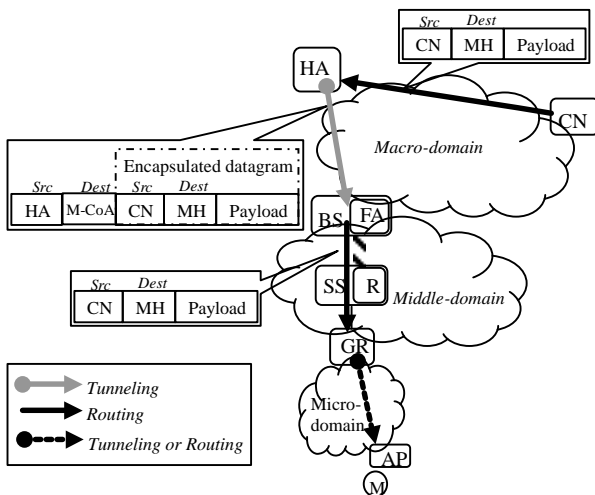 Src Dest
CN MH Payload
HA
CN
Macro-domain
Encapsulated datagram
Src Dest Src Dest
HA M-CoA CN MH Payload
BS FA
Src Dest
CN MH Payload
SS R
Middle-domain
GR
Tunneling
Routing
Tunneling or Routing
Micro-
domain
AP
M